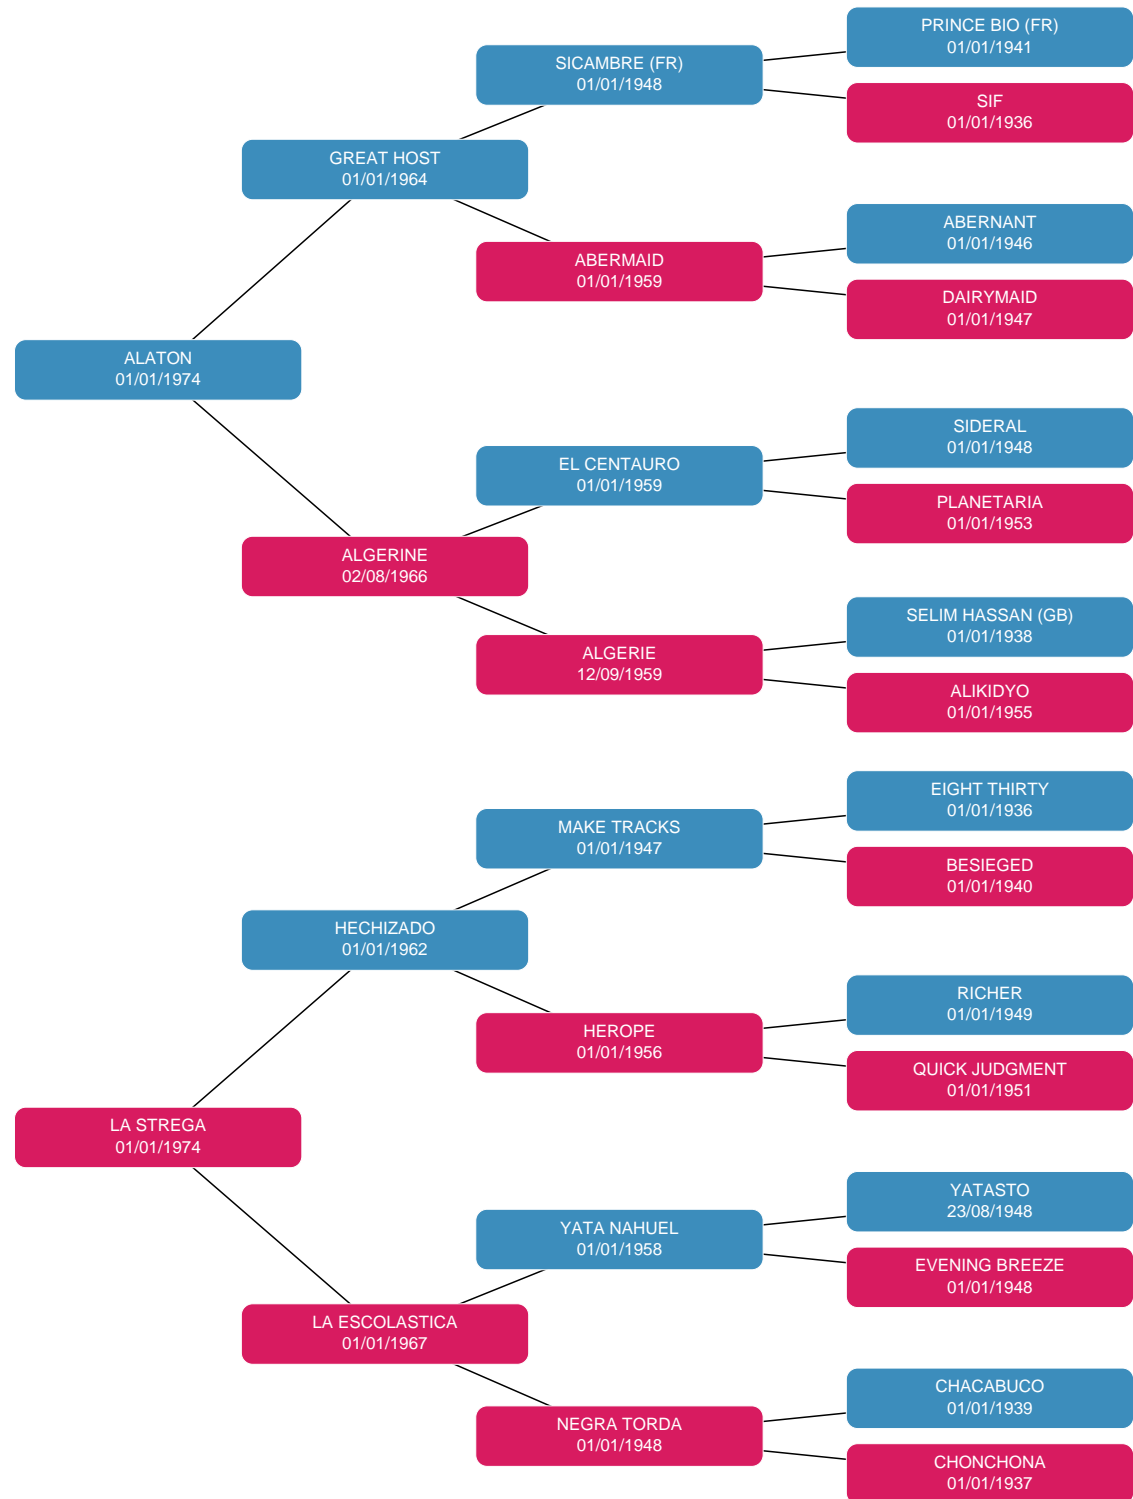 PRINCE BIO (FR)
01/01/1941
SICAMBRE (FR)
01/01/1948
SIF
01/01/1936
GREAT HOST
01/01/1964
ABERNANT
01/01/1946
ABERMAID
01/01/1959
DAIRYMAID
01/01/1947
ALATON
01/01/1974
SIDERAL
01/01/1948
EL CENTAURO
01/01/1959
PLANETARIA
01/01/1953
ALGERINE
02/08/1966
SELIM HASSAN (GB)
01/01/1938
ALGERIE
12/09/1959
ALIKIDYO
01/01/1955
EIGHT THIRTY
01/01/1936
MAKE TRACKS
01/01/1947
BESIEGED
01/01/1940
HECHIZADO
01/01/1962
RICHER
01/01/1949
HEROPE
01/01/1956
QUICK JUDGMENT
01/01/1951
LA STREGA
01/01/1974
YATASTO
23/08/1948
YATA NAHUEL
01/01/1958
EVENING BREEZE
01/01/1948
LA ESCOLASTICA
01/01/1967
CHACABUCO
01/01/1939
NEGRA TORDA
01/01/1948
CHONCHONA
01/01/1937